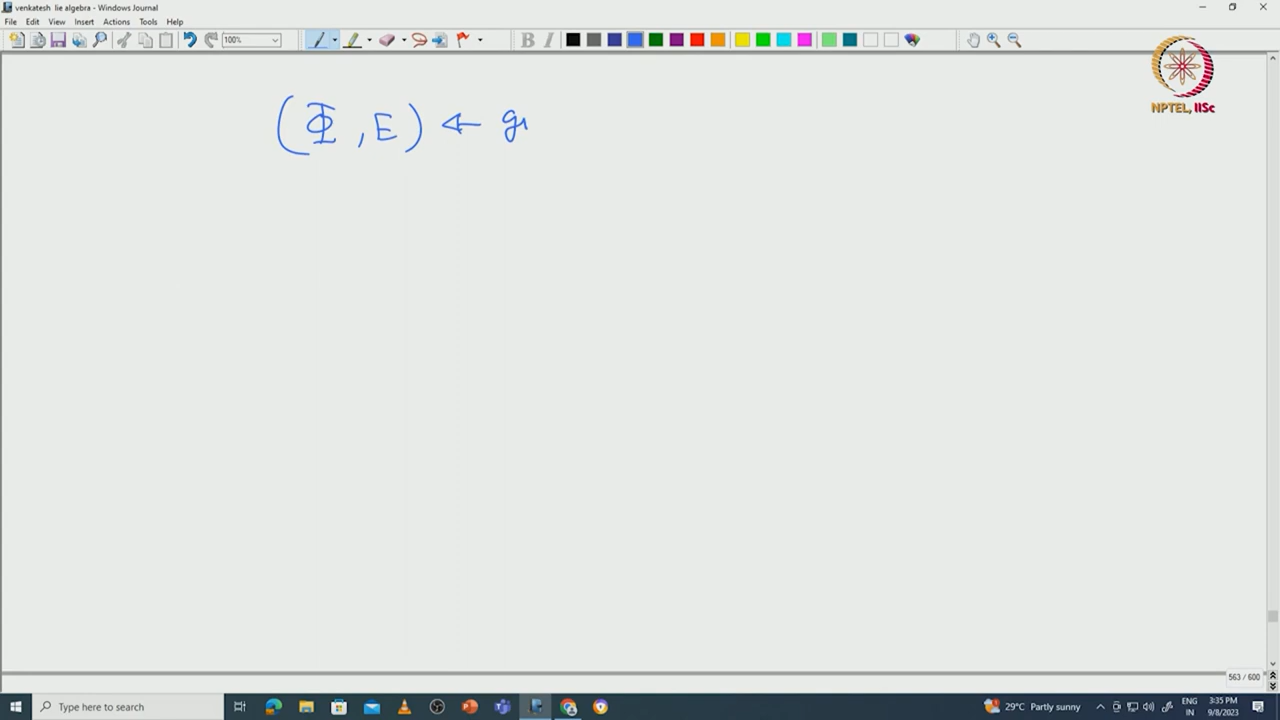 venkatesh lie algebra - Windows Journal
File Edit View Insert Actions Tools Help
100%
B I
NPTEL, IISc
(Φ, E) ←
563 / 600
Type here to search
29°C Partly sunny
ENG
IN
3:35 PM
9/8/2023